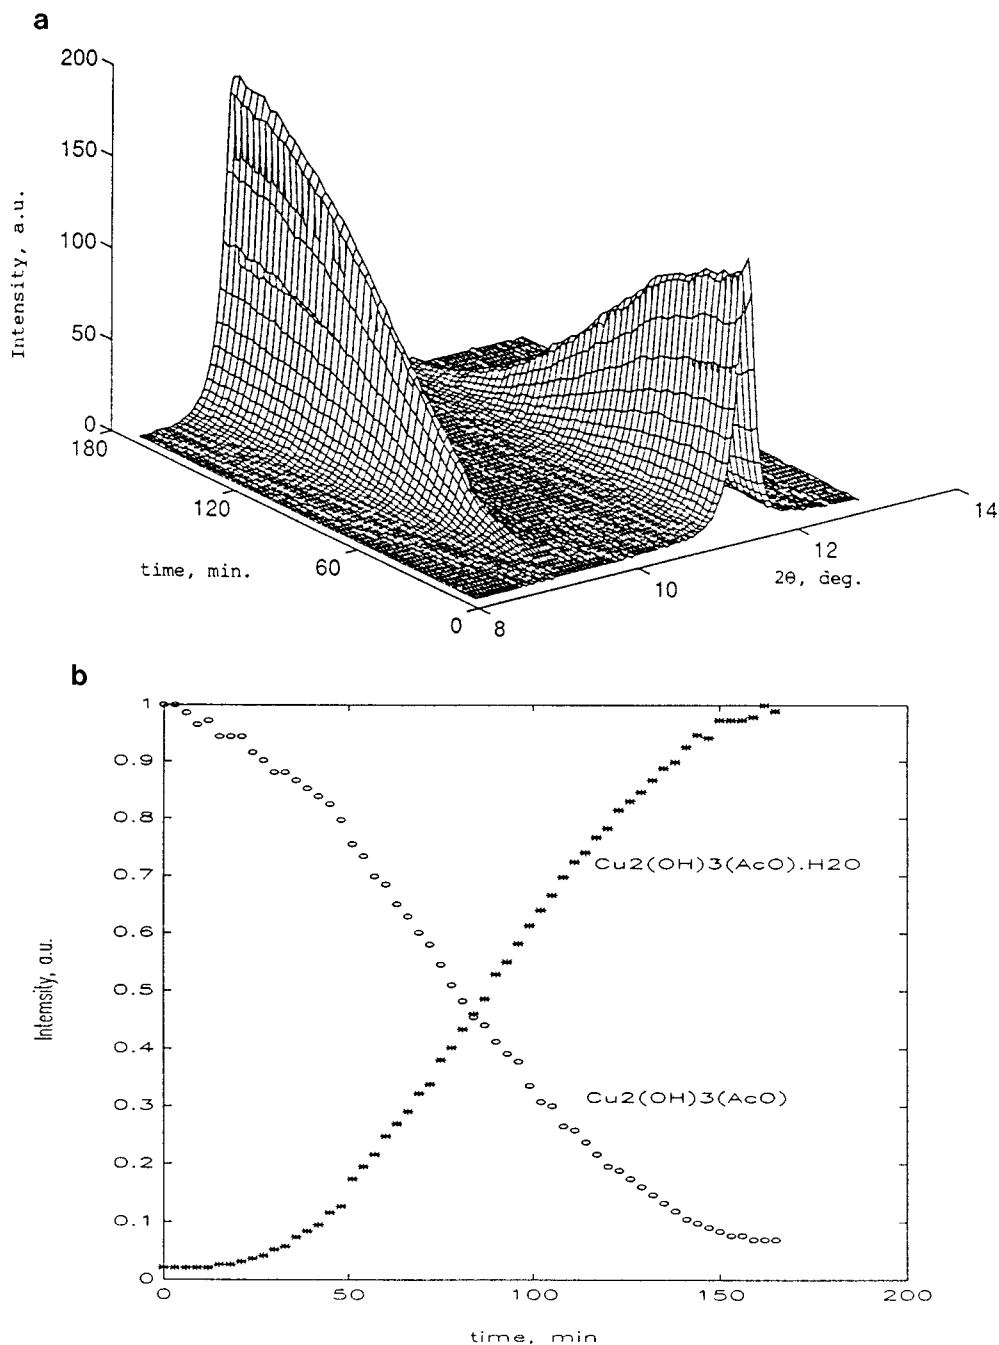 a
200
150
100
50
0
Intensity, a.u.
180
120
60
0
time, min.
8
10
12
14
2θ, deg.
b
1
0.9
0.8
0.7
0.6
0.5
0.4
0.3
0.2
0.1
0
Intemsity, a.u.
Cu2(OH)3(AcO).H2O
Cu2(OH)3(AcO)
0 50 100 150 200
time, min